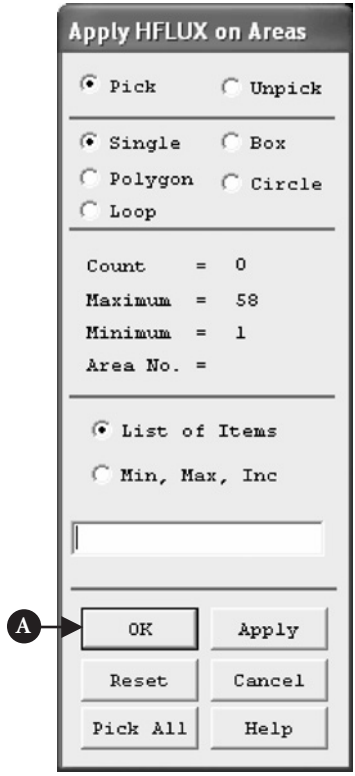 Apply HFLUX on Areas
Pick Unpick
Single Box
Polygon Circle
Loop
Count = 0
Maximum = 58
Minimum = 1
Area No. =
List of Items
Min, Max, Inc
A OK Apply
Reset Cancel
Pick All Help